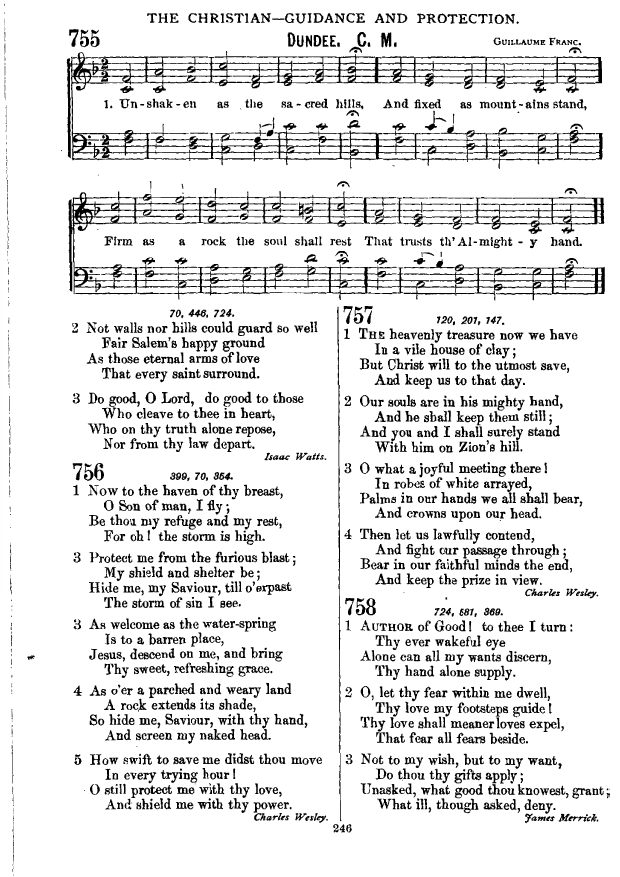 THE CHRISTIAN—GUIDANCE AND PROTECTION.
755
DUNDEE. C. M.
GUILLAUME FRANC.
1. Un-shak-en as the sa-cred hills, And fixed as mount-ains stand,
Firm as a rock the soul shall rest That trusts th' Al-might-y hand.
70, 446, 724.
2 Not walls nor hills could guard so well
Fair Salem's happy ground
As those eternal arms of love
That every saint surround.
3 Do good, O Lord, do good to those
Who cleave to thee in heart,
Who on thy truth alone repose,
Nor from thy law depart.
Isaac Watts.
756
399, 70, 354.
1 Now to the haven of thy breast,
O Son of man, I fly;
Be thou my refuge and my rest,
For oh! the storm is high.
3 Protect me from the furious blast;
My shield and shelter be;
Hide me, my Saviour, till o'erpast
The storm of sin I see.
3 As welcome as the water-spring
Is to a barren place,
Jesus, descend on me, and bring
Thy sweet, refreshing grace.
4 As o'er a parched and weary land
A rock extends its shade,
So hide me, Saviour, with thy hand,
And screen my naked head.
5 How swift to save me didst thou move
In every trying hour!
O still protect me with thy love,
And shield me with thy power.
Charles Wesley.
757
120, 201, 147.
1 THE heavenly treasure now we have
In a vile house of clay;
But Christ will to the utmost save,
And keep us to that day.
2 Our souls are in his mighty hand,
And he shall keep them still;
And you and I shall surely stand
With him on Zion's hill.
3 O what a joyful meeting there!
In robes of white arrayed,
Palms in our hands we all shall bear,
And crowns upon our head.
4 Then let us lawfully contend,
And fight our passage through;
Bear in our faithful minds the end,
And keep the prize in view.
Charles Wesley.
758
724, 581, 369.
1 AUTHOR of Good! to thee I turn:
Thy ever wakeful eye
Alone can all my wants discern,
Thy hand alone supply.
2 O, let thy fear within me dwell,
Thy love my footsteps guide!
Thy love shall meaner loves expel,
That fear all fears beside.
3 Not to my wish, but to my want,
Do thou thy gifts apply;
Unasked, what good thou knowest, grant;
What ill, though asked, deny.
James Merrick.
246